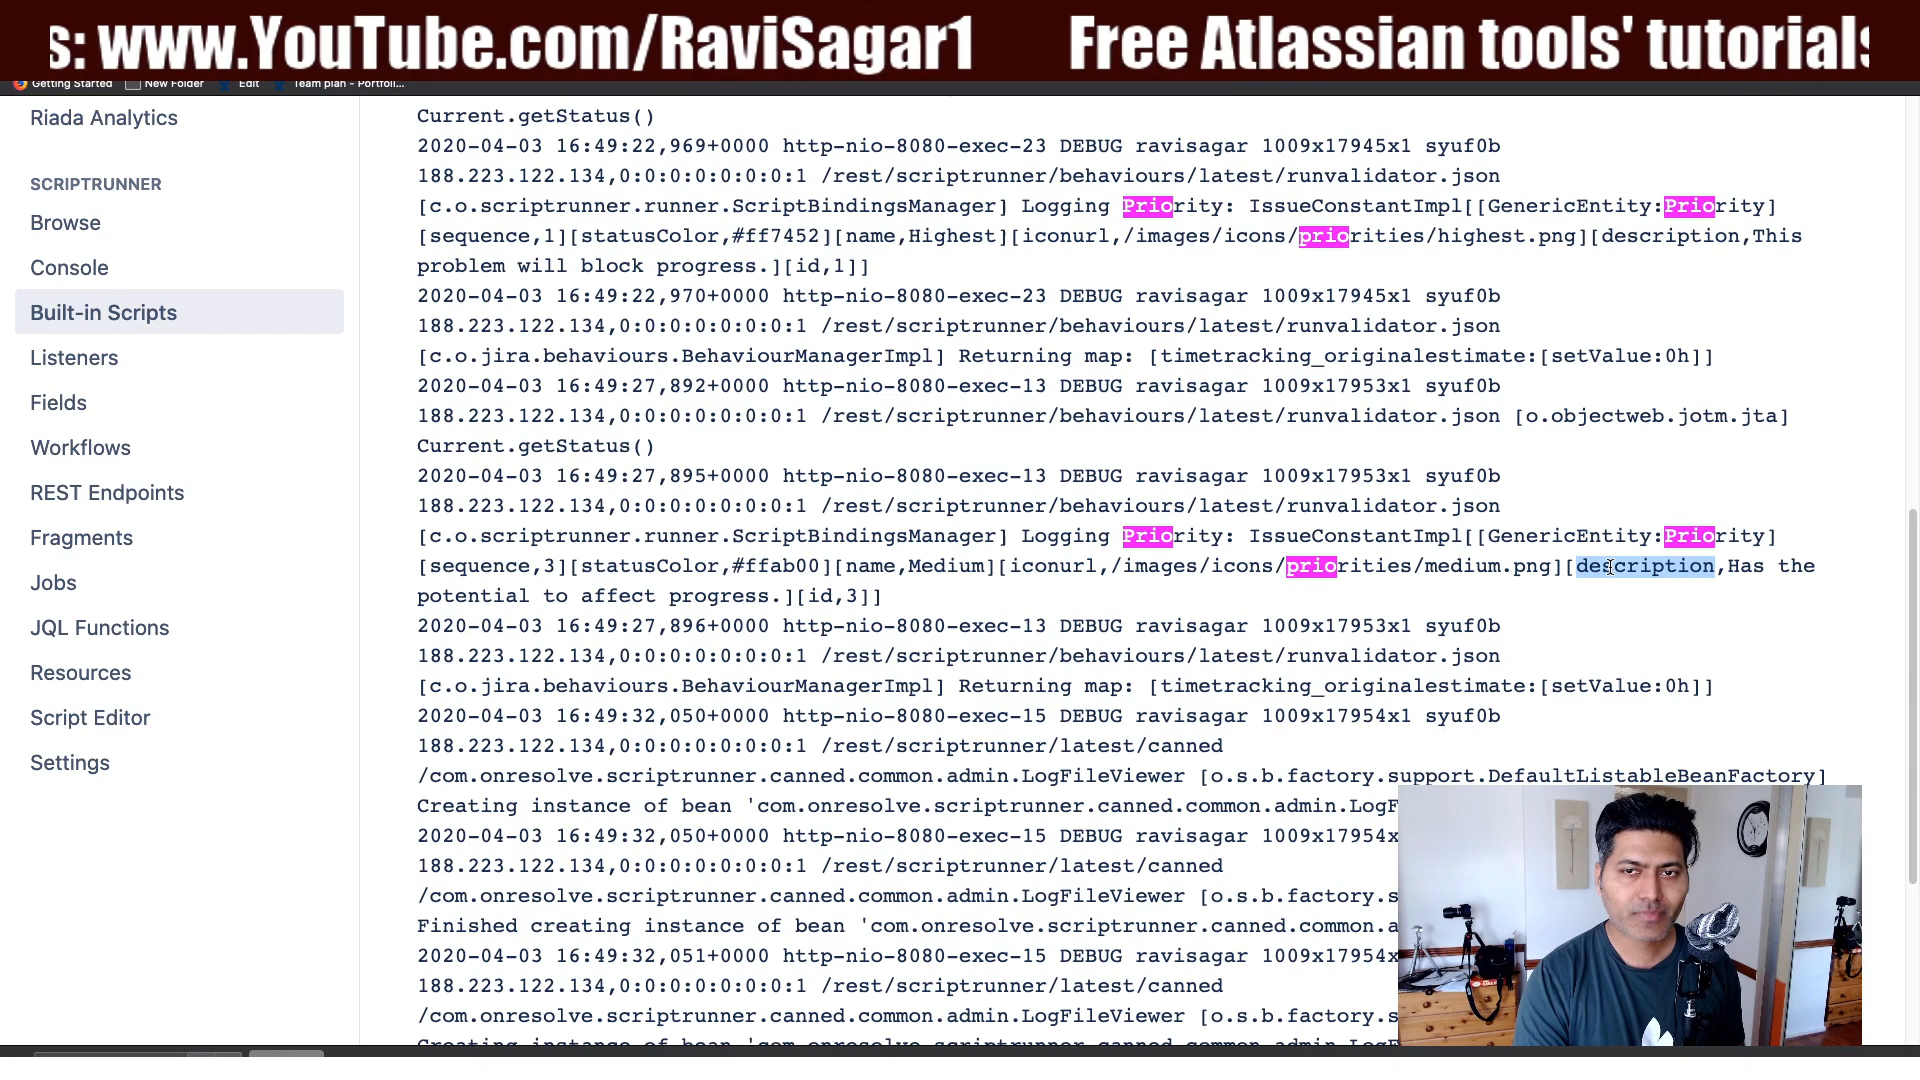 s: www.YouTube.com/RaviSagar1 Free Atlassian tools' tutorials
Getting Started New Folder Edit Team plan - Portfoli...
Riada Analytics
SCRIPTRUNNER
Browse
Console
Built-in Scripts
Listeners
Fields
Workflows
REST Endpoints
Fragments
Jobs
JQL Functions
Resources
Script Editor
Settings
Current.getStatus()
2020-04-03 16:49:22,969+0000 http-nio-8080-exec-23 DEBUG ravisagar 1009x17945x1 syuf0b
188.223.122.134,0:0:0:0:0:0:0:1 /rest/scriptrunner/behaviours/latest/runvalidator.json
[c.o.scriptrunner.runner.ScriptBindingsManager] Logging Priority: IssueConstantImpl[[GenericEntity:Priority]
[sequence,1][statusColor,#ff7452][name,Highest][iconurl,/images/icons/priorities/highest.png][description,This
problem will block progress.][id,1]]
2020-04-03 16:49:22,970+0000 http-nio-8080-exec-23 DEBUG ravisagar 1009x17945x1 syuf0b
188.223.122.134,0:0:0:0:0:0:0:1 /rest/scriptrunner/behaviours/latest/runvalidator.json
[c.o.jira.behaviours.BehaviourManagerImpl] Returning map: [timetracking_originalestimate:[setValue:0h]]
2020-04-03 16:49:27,892+0000 http-nio-8080-exec-13 DEBUG ravisagar 1009x17953x1 syuf0b
188.223.122.134,0:0:0:0:0:0:0:1 /rest/scriptrunner/behaviours/latest/runvalidator.json [o.objectweb.jotm.jta]
Current.getStatus()
2020-04-03 16:49:27,895+0000 http-nio-8080-exec-13 DEBUG ravisagar 1009x17953x1 syuf0b
188.223.122.134,0:0:0:0:0:0:0:1 /rest/scriptrunner/behaviours/latest/runvalidator.json
[c.o.scriptrunner.runner.ScriptBindingsManager] Logging Priority: IssueConstantImpl[[GenericEntity:Priority]
[sequence,3][statusColor,#ffab00][name,Medium][iconurl,/images/icons/priorities/medium.png][description,Has the
potential to affect progress.][id,3]]
2020-04-03 16:49:27,896+0000 http-nio-8080-exec-13 DEBUG ravisagar 1009x17953x1 syuf0b
188.223.122.134,0:0:0:0:0:0:0:1 /rest/scriptrunner/behaviours/latest/runvalidator.json
[c.o.jira.behaviours.BehaviourManagerImpl] Returning map: [timetracking_originalestimate:[setValue:0h]]
2020-04-03 16:49:32,050+0000 http-nio-8080-exec-15 DEBUG ravisagar 1009x17954x1 syuf0b
188.223.122.134,0:0:0:0:0:0:0:1 /rest/scriptrunner/latest/canned
/com.onresolve.scriptrunner.canned.common.admin.LogFileViewer [o.s.b.factory.support.DefaultListableBeanFactory]
Creating instance of bean 'com.onresolve.scriptrunner.canned.common.admin.LogF
2020-04-03 16:49:32,050+0000 http-nio-8080-exec-15 DEBUG ravisagar 1009x17954x
188.223.122.134,0:0:0:0:0:0:0:1 /rest/scriptrunner/latest/canned
/com.onresolve.scriptrunner.canned.common.admin.LogFileViewer [o.s.b.factory.s
Finished creating instance of bean 'com.onresolve.scriptrunner.canned.common.a
2020-04-03 16:49:32,051+0000 http-nio-8080-exec-15 DEBUG ravisagar 1009x17954x
188.223.122.134,0:0:0:0:0:0:0:1 /rest/scriptrunner/latest/canned
/com.onresolve.scriptrunner.canned.common.admin.LogFileViewer [o.s.b.factory.s
Creating instance of bean 'com.onresolve.scriptrunner.canned.common.admin.LogF